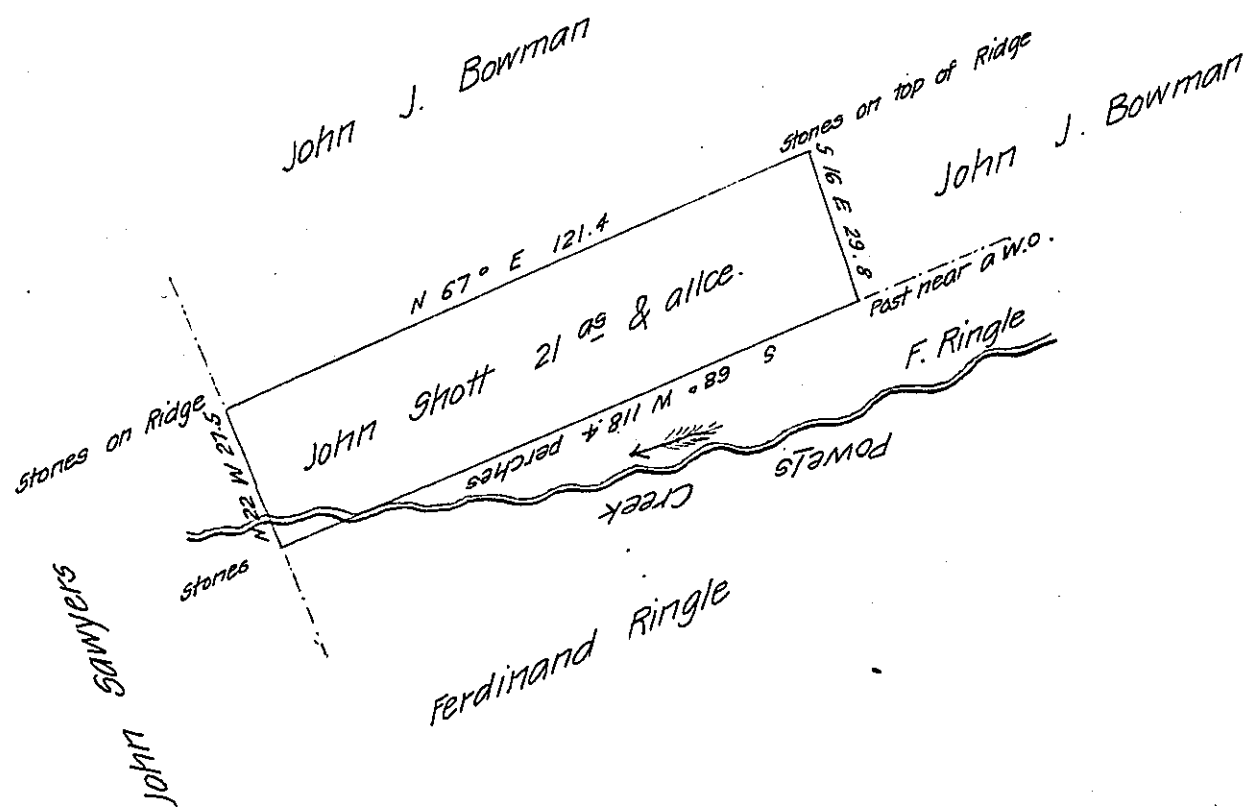 John J. Bowman
Stones on top of Ridge
John J. Bowman
S 16 E 29.8
N 67° E 121.4
John Shott 21 as & allce.
Post near a W.O.
F. Ringle
S 68° W 118.4 perches
Stones on Ridge
N 22 W 27.5
Powels
Creek
Stones
Ferdinand Ringle
John Sawyers